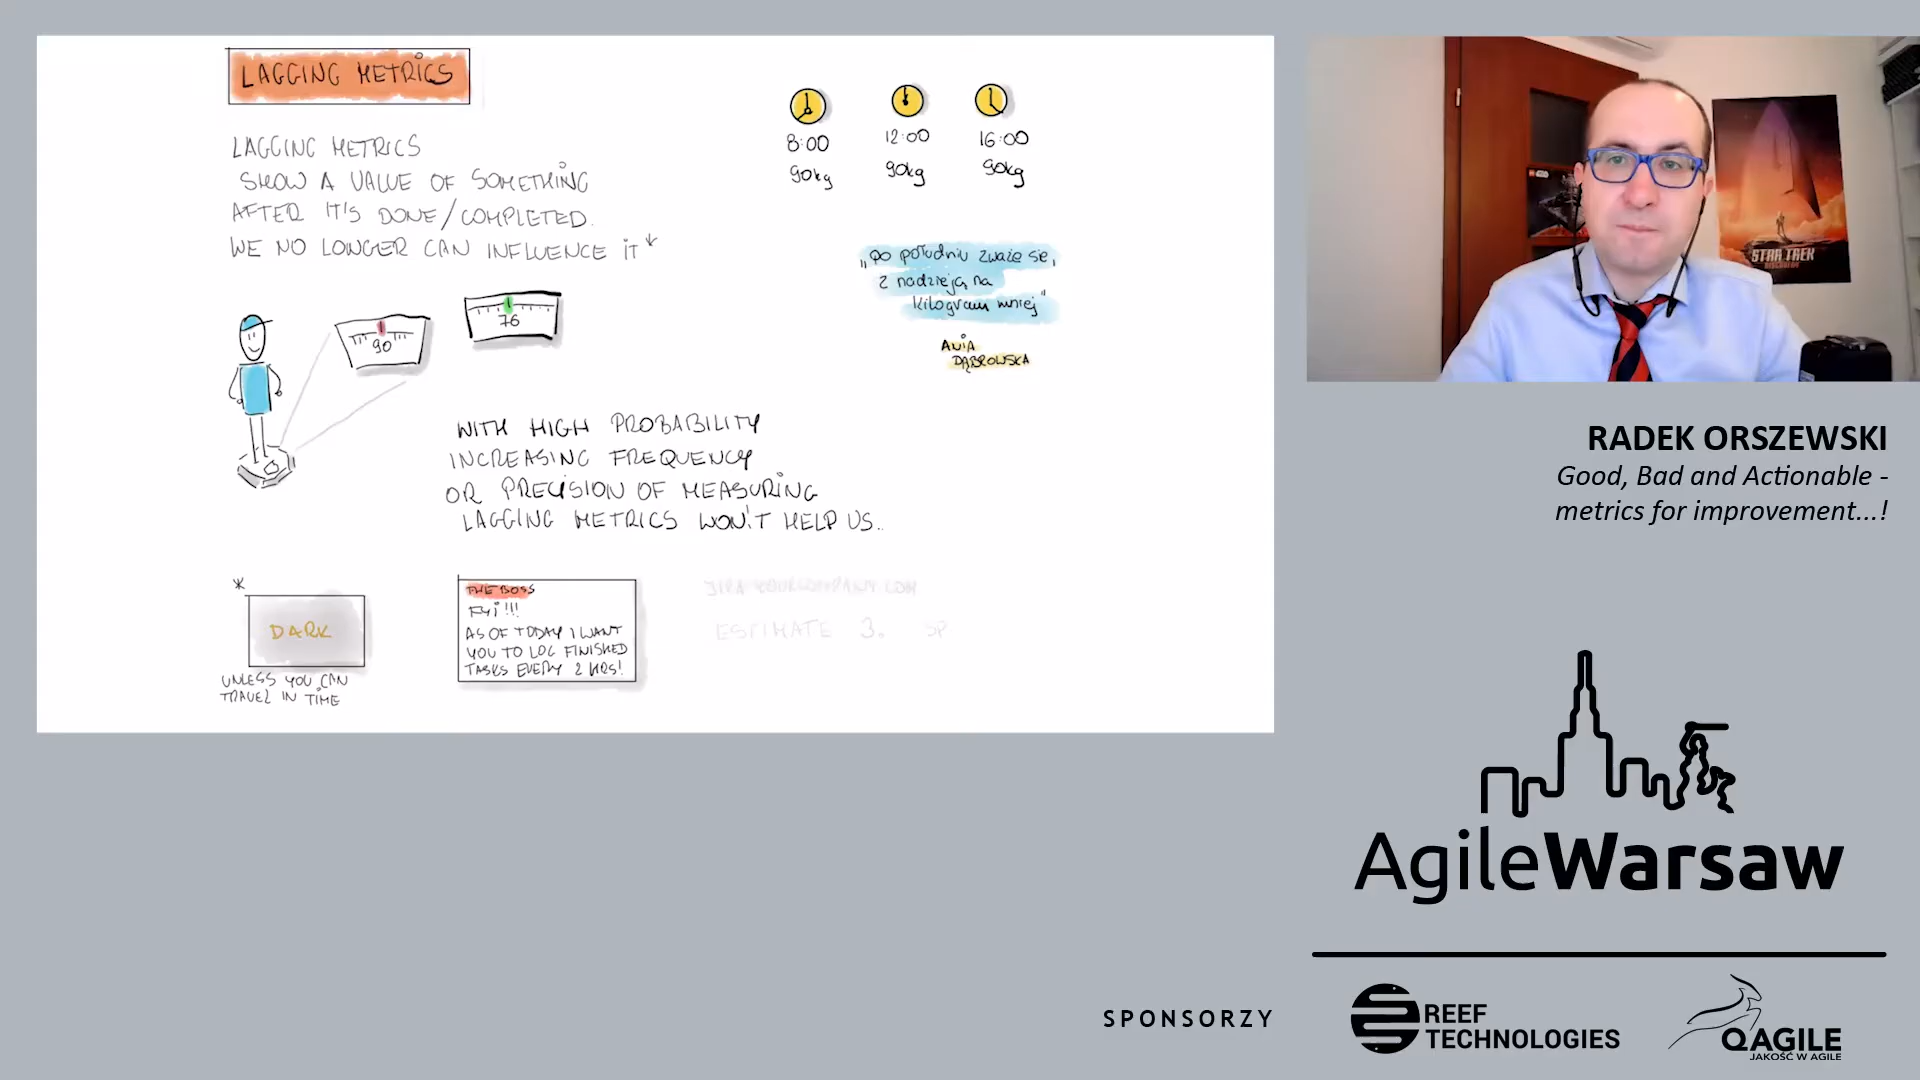 LAGGING METRICS
LAGGING METRICS
SHOW A VALUE OF SOMETHING
AFTER IT'S DONE/COMPLETED.
WE NO LONGER CAN INFLUENCE IT*
90
76
8:00
12:00
16:00
90kg
90kg
90kg
„Po południu zważę się,
z nadzieją na
kilogram mniej"
ANIA
DĄBROWSKA
WITH HIGH PROBABILITY
INCREASING FREQUENCY
OR PRECISION OF MEASURING
LAGGING METRICS WON'T HELP US..
*
DARK
UNLESS YOU CAN
TRAVEL IN TIME
THE BOSS
FYI !!!
AS OF TODAY I WANT
YOU TO LOG FINISHED
TASKS EVERY 2 HRS!
JIRA.YOURCOMPANY.COM
ESTIMATE 3. SP
STAR TREK
DISCOVERY
RADEK ORSZEWSKI
Good, Bad and Actionable -
metrics for improvement...!
AgileWarsaw
SPONSORZY
REEF
TECHNOLOGIES
QAGILE
JAKOŚĆ W AGILE